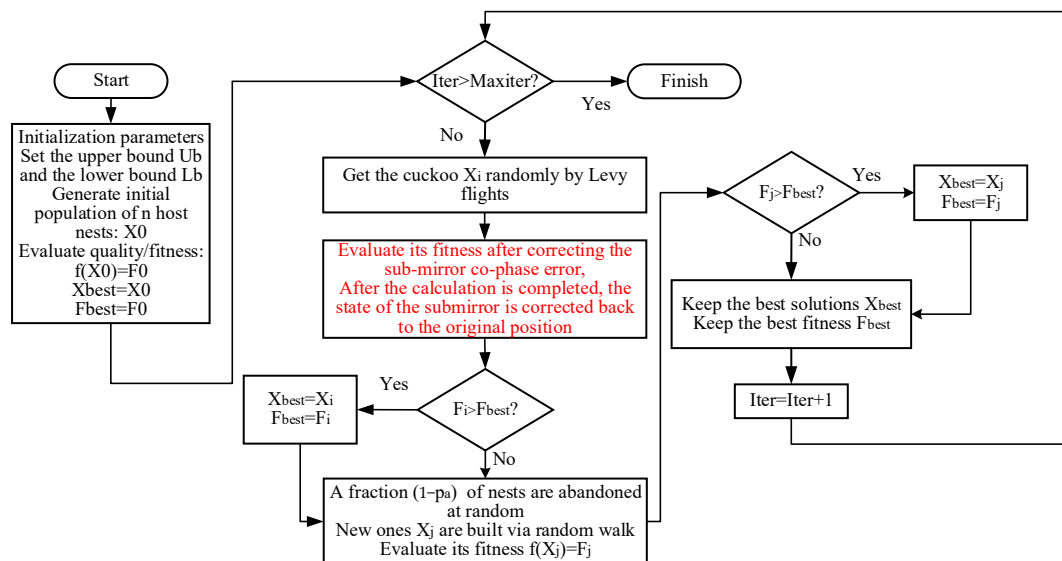 Start
Initialization parameters
Set the upper bound Ub
and the lower bound Lb
Generate initial
population of n host
nests: X0
Evaluate quality/fitness:
f(X0)=F0
Xbest=X0
Fbest=F0
Iter>Maxiter?
Yes
Finish
No
Get the cuckoo Xi randomly by Levy
flights
Evaluate its fitness after correcting the
sub-mirror co-phase error,
After the calculation is completed, the
state of the submirror is corrected back
to the original position
Fi>Fbest?
Yes
Xbest=Xi
Fbest=Fi
No
A fraction (1−pa) of nests are abandoned
at random
New ones Xj are built via random walk
Evaluate its fitness f(Xj)=Fj
Fj>Fbest?
Yes
Xbest=Xj
Fbest=Fj
No
Keep the best solutions Xbest
Keep the best fitness Fbest
Iter=Iter+1